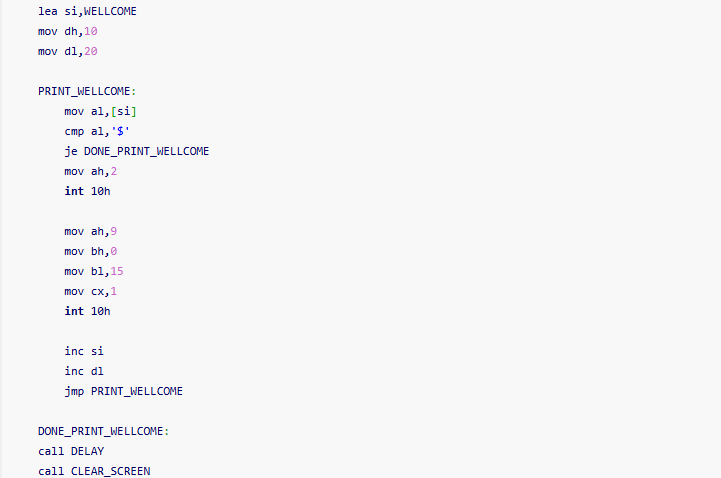 lea si,WELLCOME
mov dh,10
mov dl,20
PRINT_WELLCOME:
mov al,[si]
cmp al,'$'
je DONE_PRINT_WELLCOME
mov ah,2
int 10h
mov ah,9
mov bh,0
mov bl,15
mov cx,1
int 10h
inc si
inc dl
jmp PRINT_WELLCOME
DONE_PRINT_WELLCOME:
call DELAY
call CLEAR_SCREEN